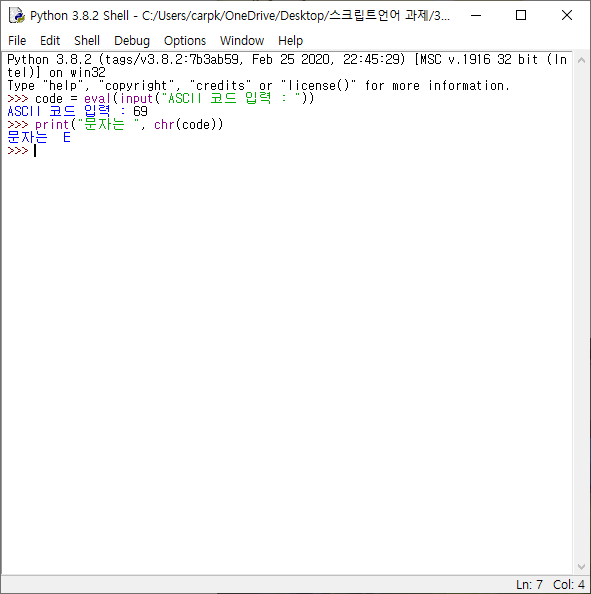 Python 3.8.2 Shell - C:/Users/carpk/OneDrive/Desktop/스크립트언어 과제/3...
File Edit Shell Debug Options Window Help
Python 3.8.2 (tags/v3.8.2:7b3ab59, Feb 25 2020, 22:45:29) [MSC v.1916 32 bit (In
tel)] on win32
Type "help", "copyright", "credits" or "license()" for more information.
>>> code = eval(input("ASCII 코드 입력 : "))
ASCII 코드 입력 : 69
>>> print("문자는 ", chr(code))
문자는  E
>>>
Ln: 7 Col: 4